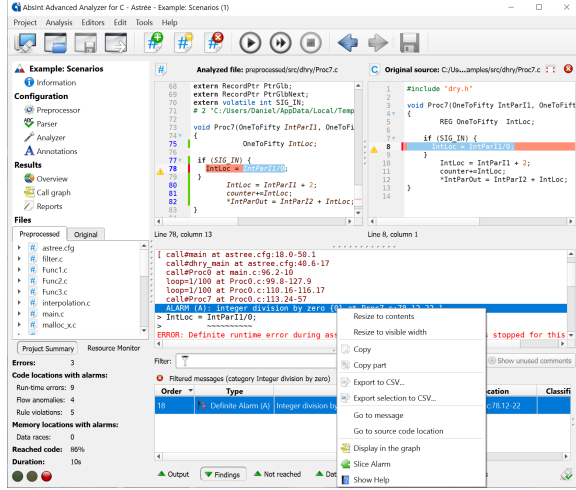 AbsInt Advanced Analyzer for C - Astrée - Example: Scenarios (1)
Project Analysis Editors Edit Tools Help
Example: Scenarios
Information
Configuration
Preprocessor
Parser
Analyzer
Annotations
Results
Overview
Call graph
Reports
Files
Preprocessed Original
astree.cfg
filter.c
Func1.c
Func2.c
Func3.c
interpolation.c
main.c
malloc_x.c
Project Summary Resource Monitor
Errors: 3
Code locations with alarms:
Run-time errors: 9
Flow anomalies: 4
Rule violations: 5
Memory locations with alarms:
Data races: 0
Reached code: 86%
Duration: 10s
Analyzed file: preprocessed/src/dhry/Proc7.c
68 extern RecordPtr PtrGlb;
69 extern RecordPtr PtrGlbNext;
70 extern volatile int SIG_IN;
71 # 2 "C:/Users/Daniel/AppData/Local/Temp
72
73 void Proc7(OneToFifty IntParI1, OneToFi
74 {
75 OneToFifty IntLoc;
76
77 if (SIG_IN) {
78 IntLoc = IntParI1/0;
79 }
80 IntLoc = IntParI1 + 2;
81 counter+=IntLoc;
82 *IntParOut = IntParI2 + IntLoc;
83 }
Line 78, column 13
Original source: C:/Us...amples/src/dhry/Proc7.c
1 #include "dry.h"
2
3 void Proc7(OneToFifty IntParI1, OneToFift
4 {
5 REG OneToFifty IntLoc;
6
7 if (SIG_IN) {
8 IntLoc = IntParI1/0;
9 }
10 IntLoc = IntParI1 + 2;
11 counter+=IntLoc;
12 *IntParOut = IntParI2 + IntLoc;
13 }
14
Line 8, column 1
[ call#main at astree.cfg:18.0-50.1
call#dhry_main at astree.cfg:40.6-17
call#Proc0 at main.c:96.2-10
loop=1/100 at Proc0.c:99.8-127.9
loop=1/100 at Proc0.c:110.16-116.17
call#Proc7 at Proc0.c:113.24-57
ALARM (A): integer division by zero {0} at Proc7.c:78.12-22 ]
> IntLoc = IntParI1/0;
> ~~~~~~~~~~
ERROR: Definite runtime error during ass stopped for this
Filter: Show unused comments
Filtered messages (category Integer division by zero)
Order Type cation Classifi
18 Definite Alarm (A) Integer division by c:78.12-22
Output Findings Not reached Dat
Resize to contents
Resize to visible width
Copy
Copy part
Export to CSV...
Export selection to CSV...
Go to message
Go to source code location
Display in the graph
Slice Alarm
Show Help